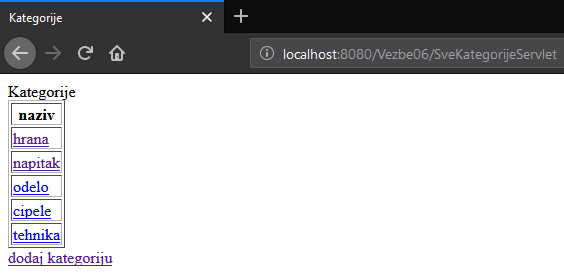 Kategorije
localhost:8080/Vezbe06/SveKategorijeServlet
Kategorije
naziv
hrana
napitak
odelo
cipele
tehnika
dodaj kategoriju